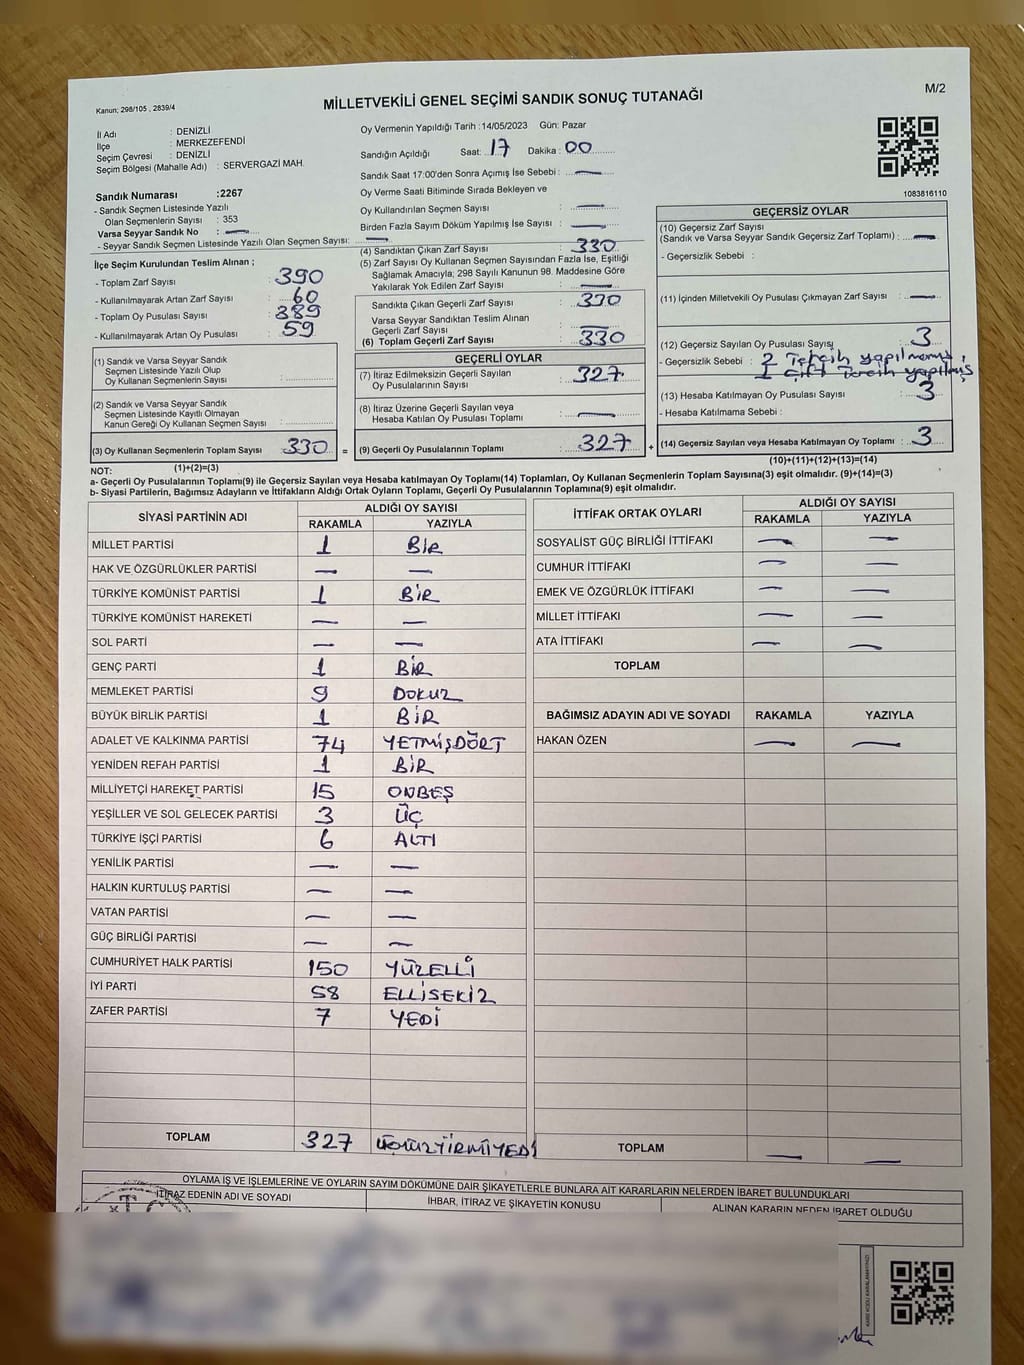 M/2
Kanun; 298/105 , 2839/4
MİLLETVEKİLİ GENEL SEÇİMİ SANDIK SONUÇ TUTANAĞI
İl Adı : DENİZLİ
İlçe : MERKEZEFENDİ
Seçim Çevresi : DENİZLİ
Seçim Bölgesi (Mahalle Adı) : SERVERGAZİ MAH.
Sandık Numarası :2267
- Sandık Seçmen Listesinde Yazılı
Olan Seçmenlerin Sayısı : 353
Varsa Seyyar Sandık No : —
- Seyyar Sandık Seçmen Listesinde Yazılı Olan Seçmen Sayısı: —
Oy Vermenin Yapıldığı Tarih :14/05/2023 Gün: Pazar
Sandığın Açıldığı Saat: 17 Dakika : 00
Sandık Saat 17:00'den Sonra Açımış İse Sebebi : —
Oy Verme Saati Bitiminde Sırada Bekleyen ve
Oy Kullandırılan Seçmen Sayısı : —
Birden Fazla Sayım Döküm Yapılmış İse Sayısı : —
1083816110
İlçe Seçim Kurulundan Teslim Alınan ;
- Toplam Zarf Sayısı : 390
- Kullanılmayarak Artan Zarf Sayısı : 60
- Toplam Oy Pusulası Sayısı : 389
- Kullanılmayarak Artan Oy Pusulası : 59
(1) Sandık ve Varsa Seyyar Sandık
Seçmen Listesinde Yazılı Olup
Oy Kullanan Seçmenlerin Sayısı :
(2) Sandık ve Varsa Seyyar Sandık
Seçmen Listesinde Kayıtlı Olmayan
Kanun Gereği Oy Kullanan Seçmen Sayısı :
(3) Oy Kullanan Seçmenlerin Toplam Sayısı : 330 =
(1)+(2)=(3)
(4) Sandıktan Çıkan Zarf Sayısı : 330
(5) Zarf Sayısı Oy Kullanan Seçmen Sayısından Fazla İse, Eşitliği
Sağlamak Amacıyla; 298 Sayılı Kanunun 98. Maddesine Göre
Yakılarak Yok Edilen Zarf Sayısı : —
Sandıkta Çıkan Geçerli Zarf Sayısı : 330
Varsa Seyyar Sandıktan Teslim Alınan
Geçerli Zarf Sayısı : —
(6) Toplam Geçerli Zarf Sayısı : 330
GEÇERLİ OYLAR
(7) İtiraz Edilmeksizin Geçerli Sayılan
Oy Pusulalarının Sayısı : 327
(8) İtiraz Üzerine Geçerli Sayılan veya
Hesaba Katılan Oy Pusulası Toplamı : —
(9) Geçerli Oy Pusulalarının Toplamı : 327 +
GEÇERSİZ OYLAR
(10) Geçersiz Zarf Sayısı
(Sandık ve Varsa Seyyar Sandık Geçersiz Zarf Toplamı) : —
- Geçersizlik Sebebi :
(11) İçinden Milletvekili Oy Pusulası Çıkmayan Zarf Sayısı : —
(12) Geçersiz Sayılan Oy Pusulası Sayısı : 3
- Geçersizlik Sebebi : 2 Tercih yapılmamış,
1 çift tercih yapılmış
(13) Hesaba Katılmayan Oy Pusulası Sayısı : 3
- Hesaba Katılmama Sebebi :
(14) Geçersiz Sayılan veya Hesaba Katılmayan Oy Toplamı : 3
(10)+(11)+(12)+(13)=(14)
NOT:
a- Geçerli Oy Pusulalarının Toplamı(9) ile Geçersiz Sayılan veya Hesaba katılmayan Oy Toplamı(14) Toplamları, Oy Kullanan Seçmenlerin Toplam Sayısına(3) eşit olmalıdır. (9)+(14)=(3)
b- Siyasi Partilerin, Bağımsız Adayların ve İttifakların Aldığı Ortak Oyların Toplamı, Geçerli Oy Pusulalarının Toplamına(9) eşit olmalıdır.
SİYASİ PARTİNİN ADI ALDIĞI OY SAYISI
RAKAMLA YAZIYLA
MİLLET PARTİSİ 1 BİR
HAK VE ÖZGÜRLÜKLER PARTİSİ — —
TÜRKİYE KOMÜNİST PARTİSİ 1 BİR
TÜRKİYE KOMÜNİST HAREKETİ — —
SOL PARTİ — —
GENÇ PARTİ 1 BİR
MEMLEKET PARTİSİ 9 DOKUZ
BÜYÜK BİRLİK PARTİSİ 1 BİR
ADALET VE KALKINMA PARTİSİ 74 YETMİŞDÖRT
YENİDEN REFAH PARTİSİ 1 BİR
MİLLİYETÇİ HAREKET PARTİSİ 15 ONBEŞ
YEŞİLLER VE SOL GELECEK PARTİSİ 3 ÜÇ
TÜRKİYE İŞÇİ PARTİSİ 6 ALTI
YENİLİK PARTİSİ — —
HALKIN KURTULUŞ PARTİSİ — —
VATAN PARTİSİ — —
GÜÇ BİRLİĞİ PARTİSİ — —
CUMHURİYET HALK PARTİSİ 150 YÜZELLİ
İYİ PARTİ 58 ELLİSEKİZ
ZAFER PARTİSİ 7 YEDİ
TOPLAM 327 ÜÇYÜZYİRMİYEDİ
İTTİFAK ORTAK OYLARI ALDIĞI OY SAYISI
RAKAMLA YAZIYLA
SOSYALİST GÜÇ BİRLİĞİ İTTİFAKI — —
CUMHUR İTTİFAKI — —
EMEK VE ÖZGÜRLÜK İTTİFAKI — —
MİLLET İTTİFAKI — —
ATA İTTİFAKI — —
TOPLAM
BAĞIMSIZ ADAYIN ADI VE SOYADI RAKAMLA YAZIYLA
HAKAN ÖZEN — —
TOPLAM — —
OYLAMA İŞ VE İŞLEMLERİNE VE OYLARIN SAYIM DÖKÜMÜNE DAİR ŞİKAYETLERLE BUNLARA AİT KARARLARIN NELERDEN İBARET BULUNDUKLARI
İTİRAZ EDENİN ADI VE SOYADI İHBAR, İTİRAZ VE ŞİKAYETİN KONUSU ALINAN KARARIN NEDEN İBARET OLDUĞU
T.C.